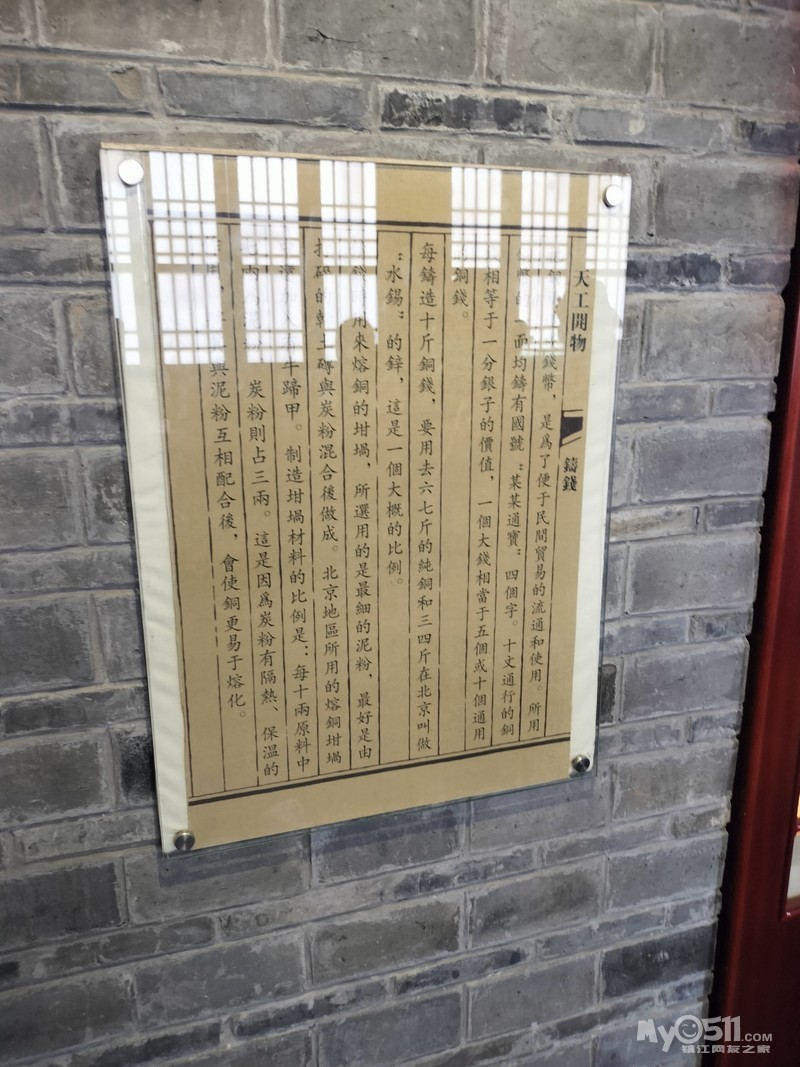 天工開物
鑄錢
錢幣，是爲了便于民間貿易的流通和使用。所用
面均鑄有國號〝某某通寶〞四個字。十文通行的銅
相等于一分銀子的價值，一個大錢相當于五個或十個通用
銅錢。
每鑄造十斤銅錢，要用去六七斤的純銅和三四斤在北京叫做
〝水錫〞的鋅，這是一個大概的比例。
用來熔銅的坩堝，所選用的是最細的泥粉，最好是由
的乾土磚與炭粉混合後做成。北京地區所用的熔銅坩堝
牛蹄甲。制造坩堝材料的比例是：每十兩原料中
炭粉則占三兩。這是因爲炭粉有隔熱、保溫的
與泥粉互相配合後，會使銅更易于熔化。
My0511.COM
镇江网友之家